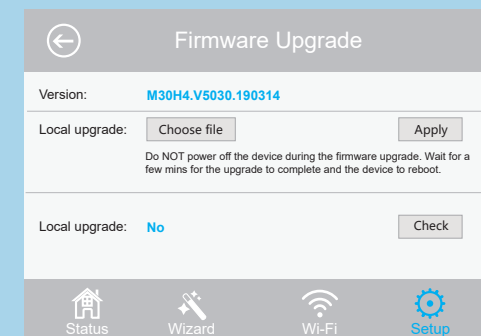 Firmware Upgrade
Version: M30H4.V5030.190314
Local upgrade: Choose file Apply
Do NOT power off the device during the firmware upgrade. Wait for a
few mins for the upgrade to complete and the device to reboot.
Local upgrade: No Check
Status Wizard Wi-Fi Setup